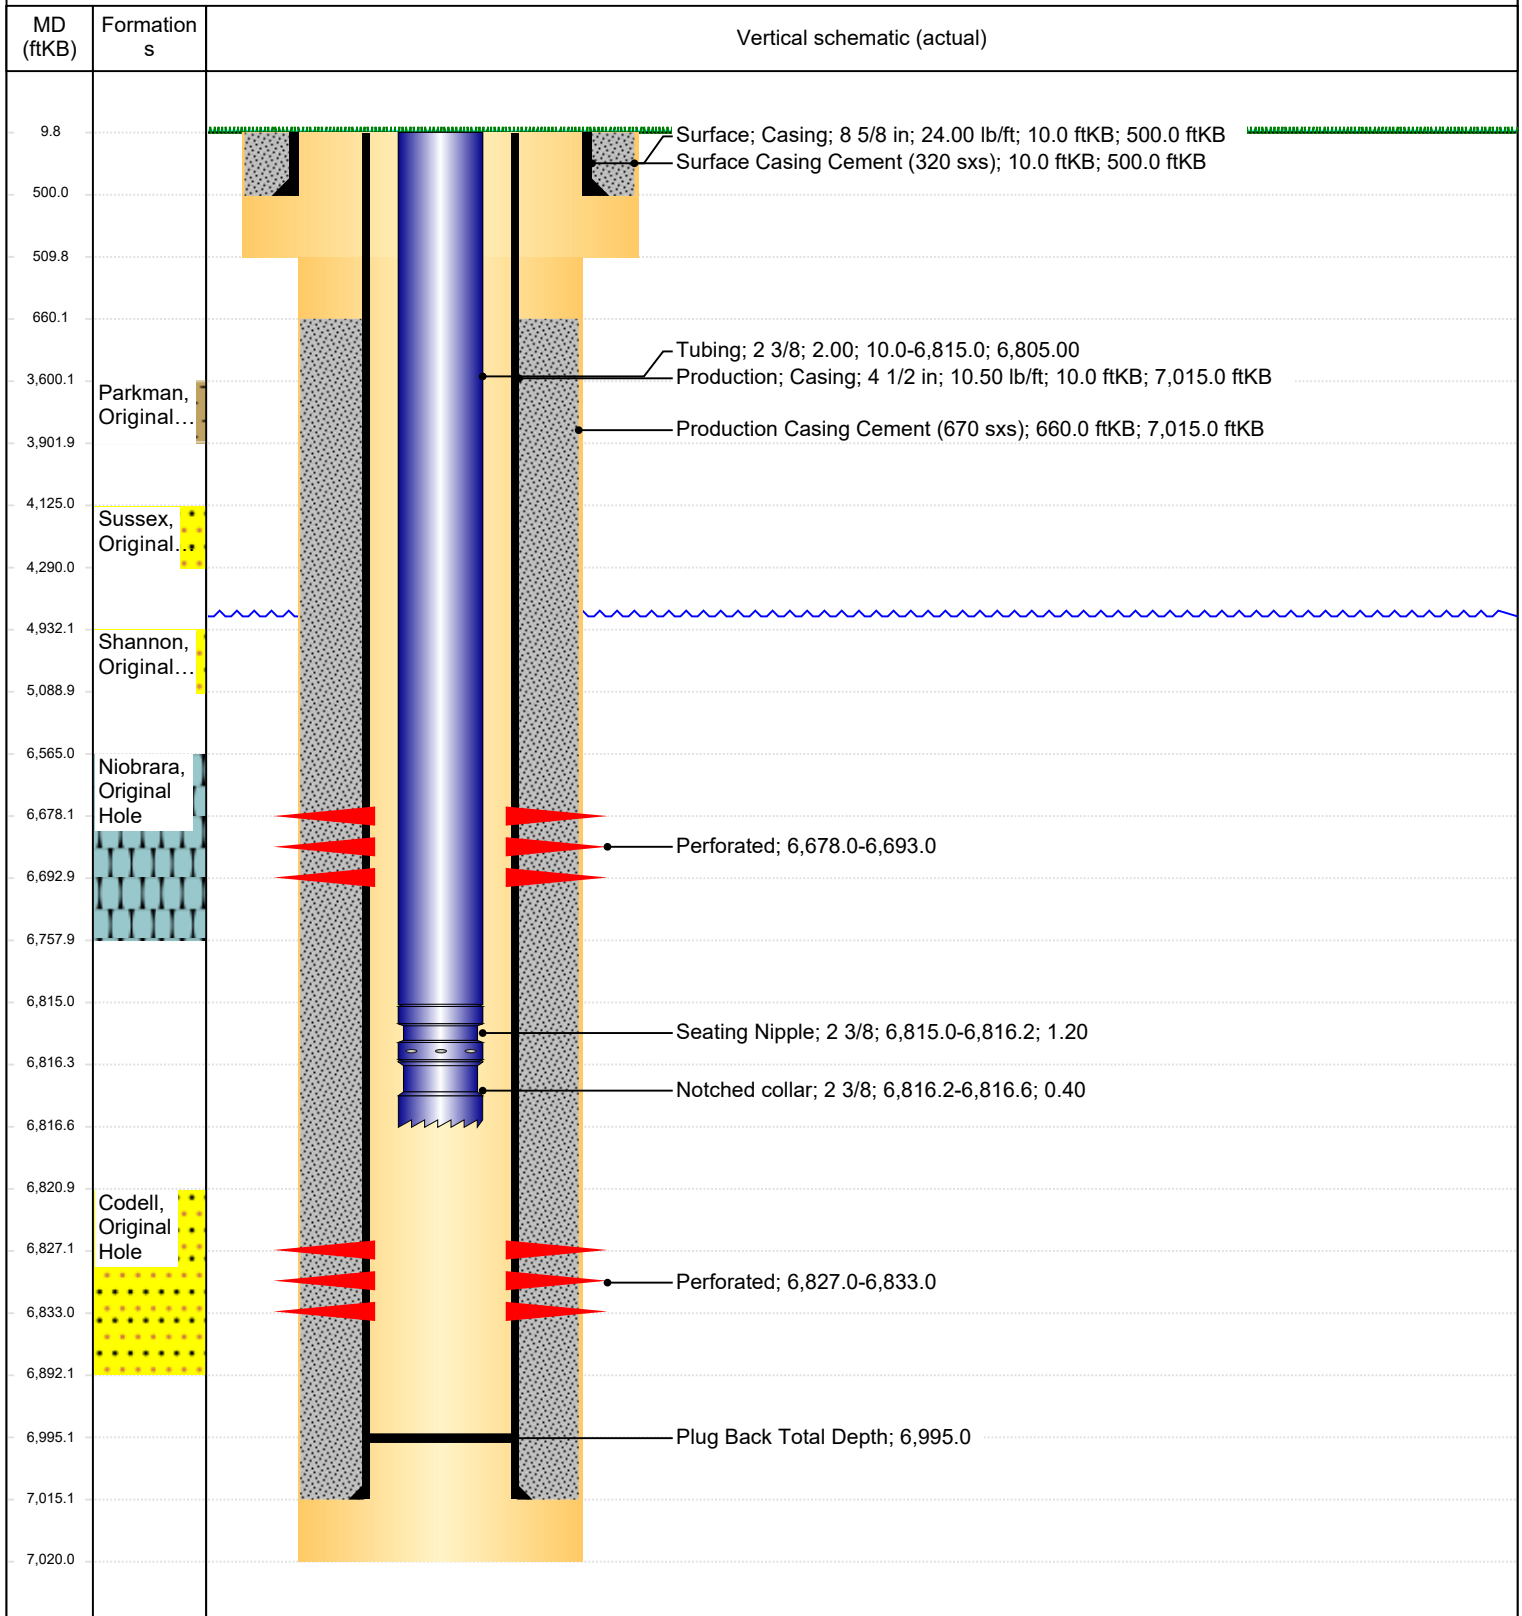 MD
(ftKB)
Formation
s
Vertical schematic (actual)
9.8
Surface; Casing; 8 5/8 in; 24.00 lb/ft; 10.0 ftKB; 500.0 ftKB
Surface Casing Cement (320 sxs); 10.0 ftKB; 500.0 ftKB
500.0
509.8
660.1
Tubing; 2 3/8; 2.00; 10.0-6,815.0; 6,805.00
Production; Casing; 4 1/2 in; 10.50 lb/ft; 10.0 ftKB; 7,015.0 ftKB
3,600.1
Parkman,
Original…
Production Casing Cement (670 sxs); 660.0 ftKB; 7,015.0 ftKB
3,901.9
4,125.0
Sussex,
Original…
4,290.0
4,932.1
Shannon,
Original…
5,088.9
6,565.0
Niobrara,
Original
Hole
6,678.1
Perforated; 6,678.0-6,693.0
6,692.9
6,757.9
6,815.0
Seating Nipple; 2 3/8; 6,815.0-6,816.2; 1.20
6,816.3
Notched collar; 2 3/8; 6,816.2-6,816.6; 0.40
6,816.6
6,820.9
Codell,
Original
Hole
6,827.1
Perforated; 6,827.0-6,833.0
6,833.0
6,892.1
6,995.1
Plug Back Total Depth; 6,995.0
7,015.1
7,020.0